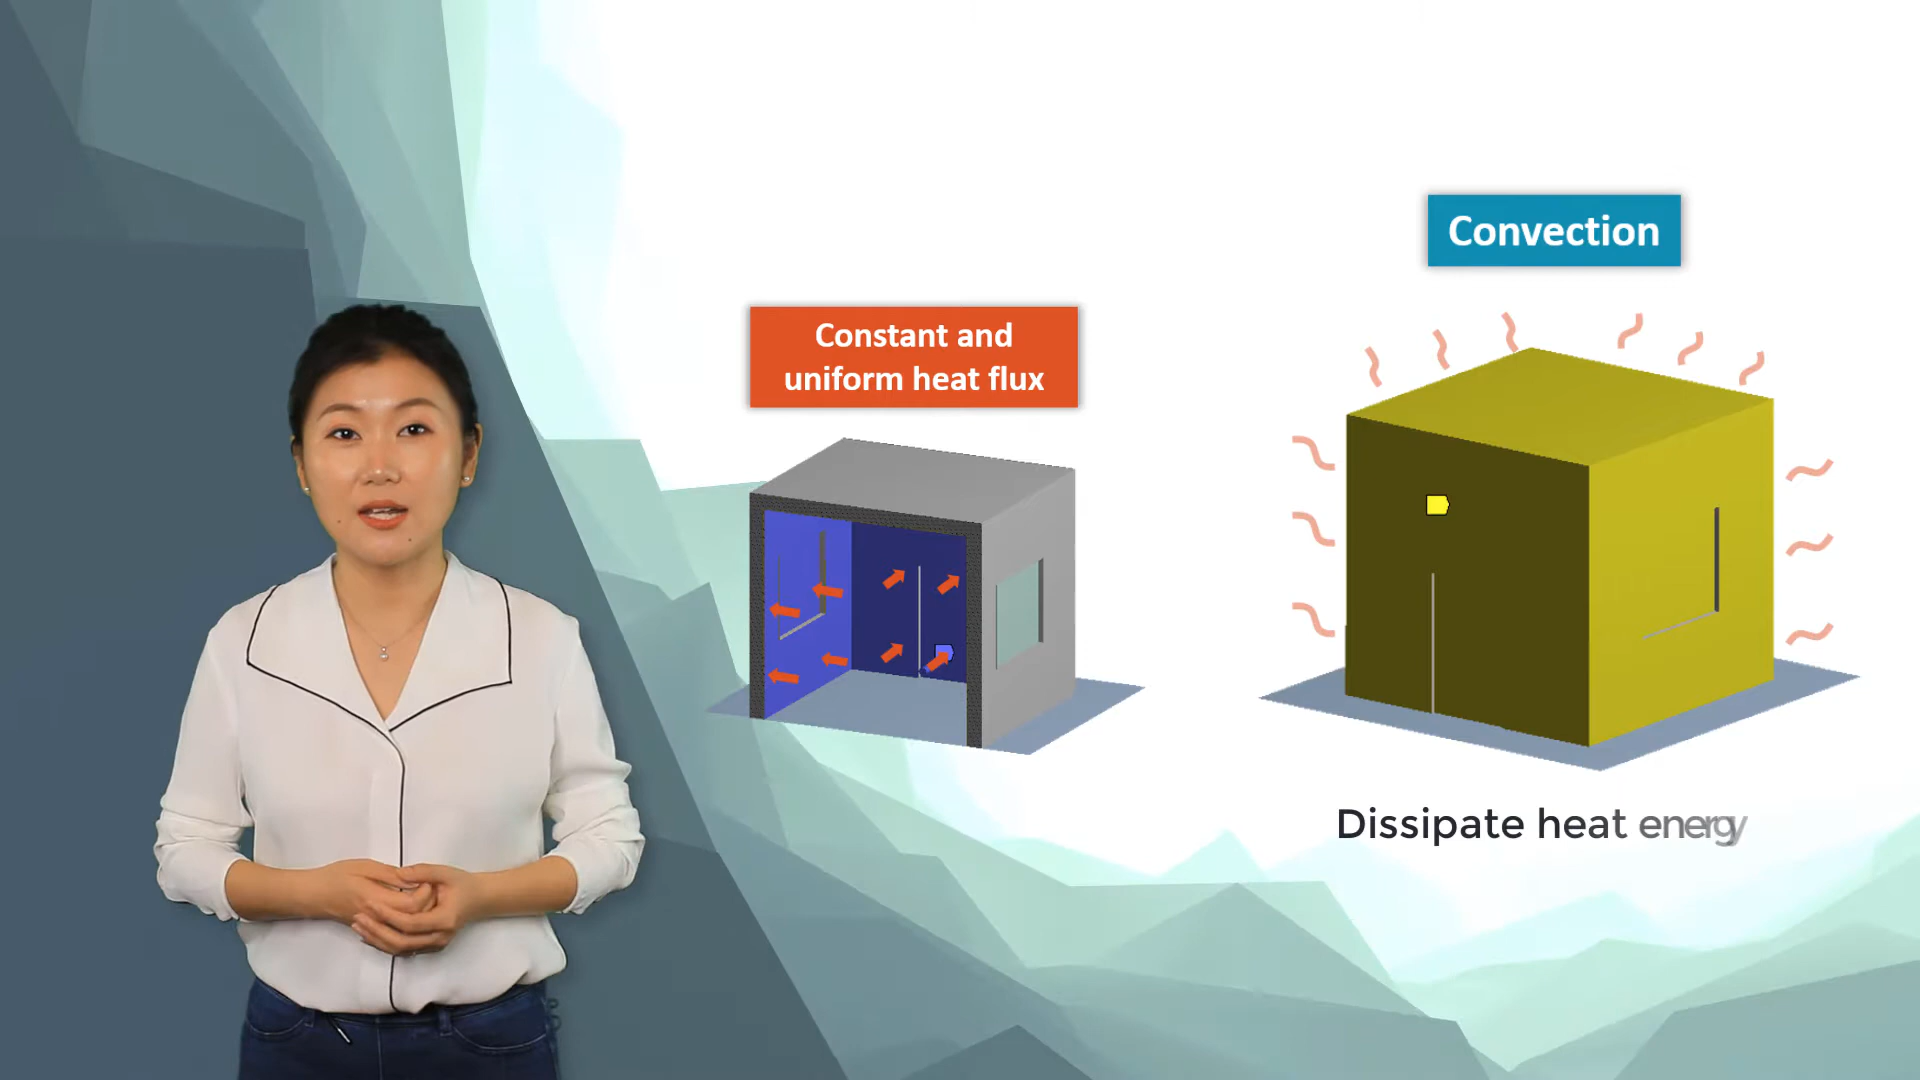 Convection
Constant and
uniform heat flux
Dissipate heat energy